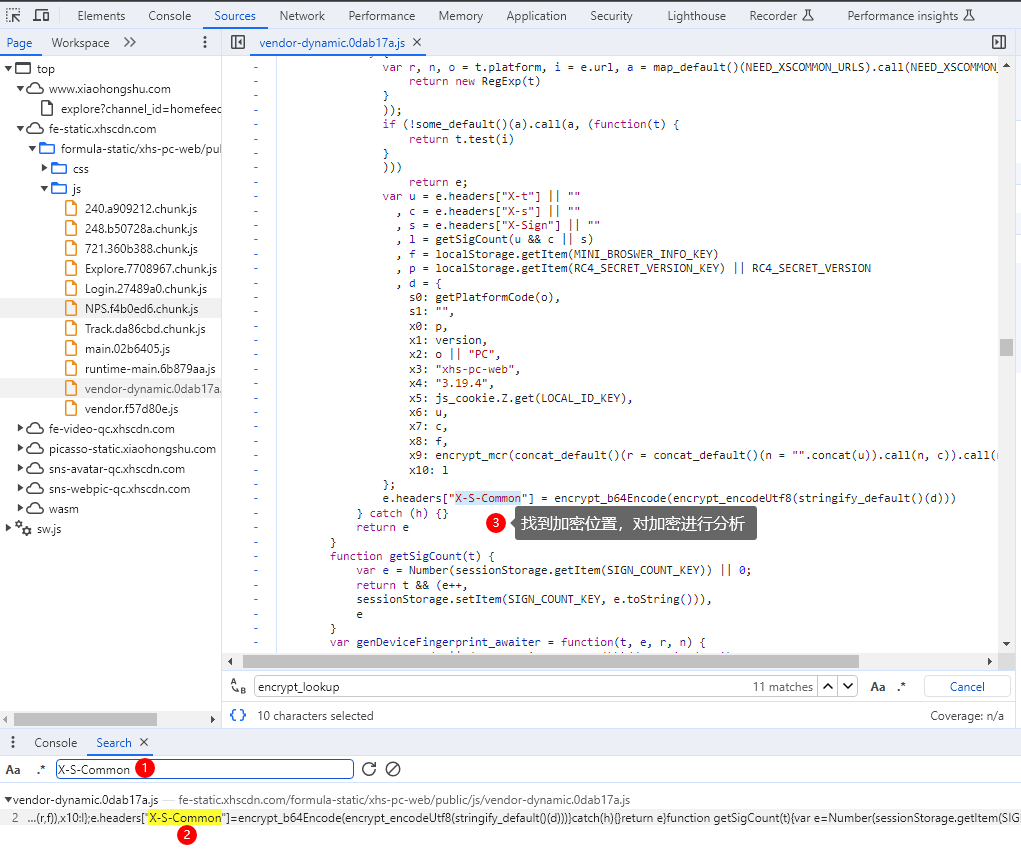 Elements Console Sources Network Performance Memory Application Security Lighthouse Recorder Performance insights
Page Workspace vendor-dynamic.0dab17a.js
top
www.xiaohongshu.com
explore?channel_id=homefeed
fe-static.xhscdn.com
formula-static/xhs-pc-web/pu
css
js
240.a909212.chunk.js
248.b50728a.chunk.js
721.360b388.chunk.js
Explore.7708967.chunk.js
Login.27489a0.chunk.js
NPS.f4b0ed6.chunk.js
Track.da86cbd.chunk.js
main.02b6405.js
runtime-main.6b879aa.js
vendor-dynamic.0dab17a.
vendor.f57d80e.js
fe-video-qc.xhscdn.com
picasso-static.xiaohongshu.com
sns-avatar-qc.xhscdn.com
sns-webpic-qc.xhscdn.com
wasm
sw.js
var r, n, o = t.platform, i = e.url, a = map_default()(NEED_XSCOMMON_URLS).call(NEED_XSCOMMON_
return new RegExp(t)
}
));
if (!some_default()(a).call(a, (function(t) {
return t.test(i)
}
)))
return e;
var u = e.headers["X-t"] || ""
, c = e.headers["X-s"] || ""
, s = e.headers["X-Sign"] || ""
, l = getSigCount(u && c || s)
, f = localStorage.getItem(MINI_BROSWER_INFO_KEY)
, p = localStorage.getItem(RC4_SECRET_VERSION_KEY) || RC4_SECRET_VERSION
, d = {
s0: getPlatformCode(o),
s1: "",
x0: p,
x1: version,
x2: o || "PC",
x3: "xhs-pc-web",
x4: "3.19.4",
x5: js_cookie.Z.get(LOCAL_ID_KEY),
x6: u,
x7: c,
x8: f,
x9: encrypt_mcr(concat_default()(r = concat_default()(n = "".concat(u)).call(n, c)).call(
x10: l
};
e.headers["X-S-Common"] = encrypt_b64Encode(encrypt_encodeUtf8(stringify_default()(d)))
} catch (h) {}
return e
3 找到加密位置，对加密进行分析
}
function getSigCount(t) {
var e = Number(sessionStorage.getItem(SIGN_COUNT_KEY)) || 0;
return t && (e++,
sessionStorage.setItem(SIGN_COUNT_KEY, e.toString())),
e
}
var genDeviceFingerprint_awaiter = function(t, e, r, n) {
encrypt_lookup 11 matches Aa .* Cancel
{} 10 characters selected Coverage: n/a
Console Search
Aa .* X-S-Common 1
vendor-dynamic.0dab17a.js — fe-static.xhscdn.com/formula-static/xhs-pc-web/public/js/vendor-dynamic.0dab17a.js
2 …(r,f)),x10:l};e.headers["X-S-Common"]=encrypt_b64Encode(encrypt_encodeUtf8(stringify_default()(d)))}catch(h){}return e}function getSigCount(t){var e=Number(sessionStorage.getItem(SIG
2